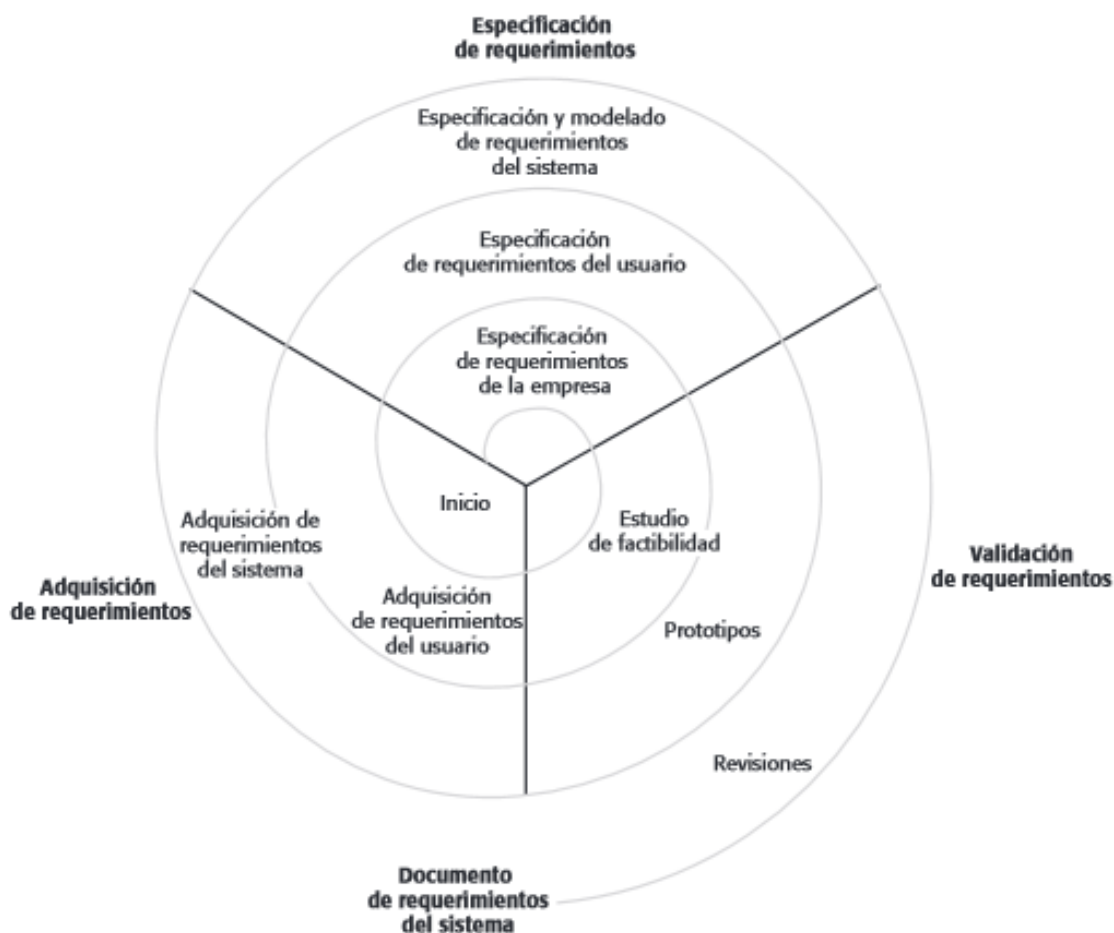 Especificación
de requerimientos
Especificación y modelado
de requerimientos
del sistema
Especificación
de requerimientos del usuario
Especificación
de requerimientos
de la empresa
Inicio
Estudio
de factibilidad
Adquisición de
requerimientos
del sistema
Validación
de requerimientos
Adquisición
de requerimientos
Adquisición
de requerimientos
del usuario
Prototipos
Revisiones
Documento
de requerimientos
del sistema